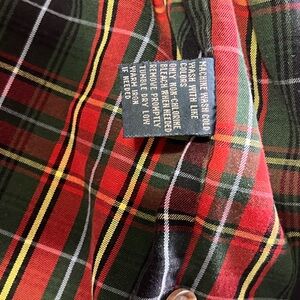 MACHINE WASH COLD
WASH WITH LIKE
COLORS
ONLY NON-CHLORINE
BLEACH WHEN NEEDED
TUMBLE DRY LOW
REMOVE PROMPTLY
WARM IRON
IF NEEDED